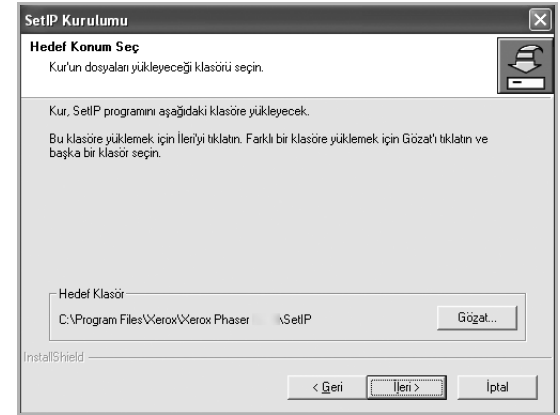 SetIP Kurulumu
Hedef Konum Seç
Kur'un dosyaları yükleyeceği klasörü seçin.
Kur, SetIP programını aşağıdaki klasöre yükleyecek.
Bu klasöre yüklemek için İleri'yi tıklatın. Farklı bir klasöre yüklemek için Gözat'ı tıklatın ve
başka bir klasör seçin.
Hedef Klasör
C:\Program Files\Xerox\Xerox Phaser \SetIP
Gözat...
InstallShield
< Geri
İleri >
İptal